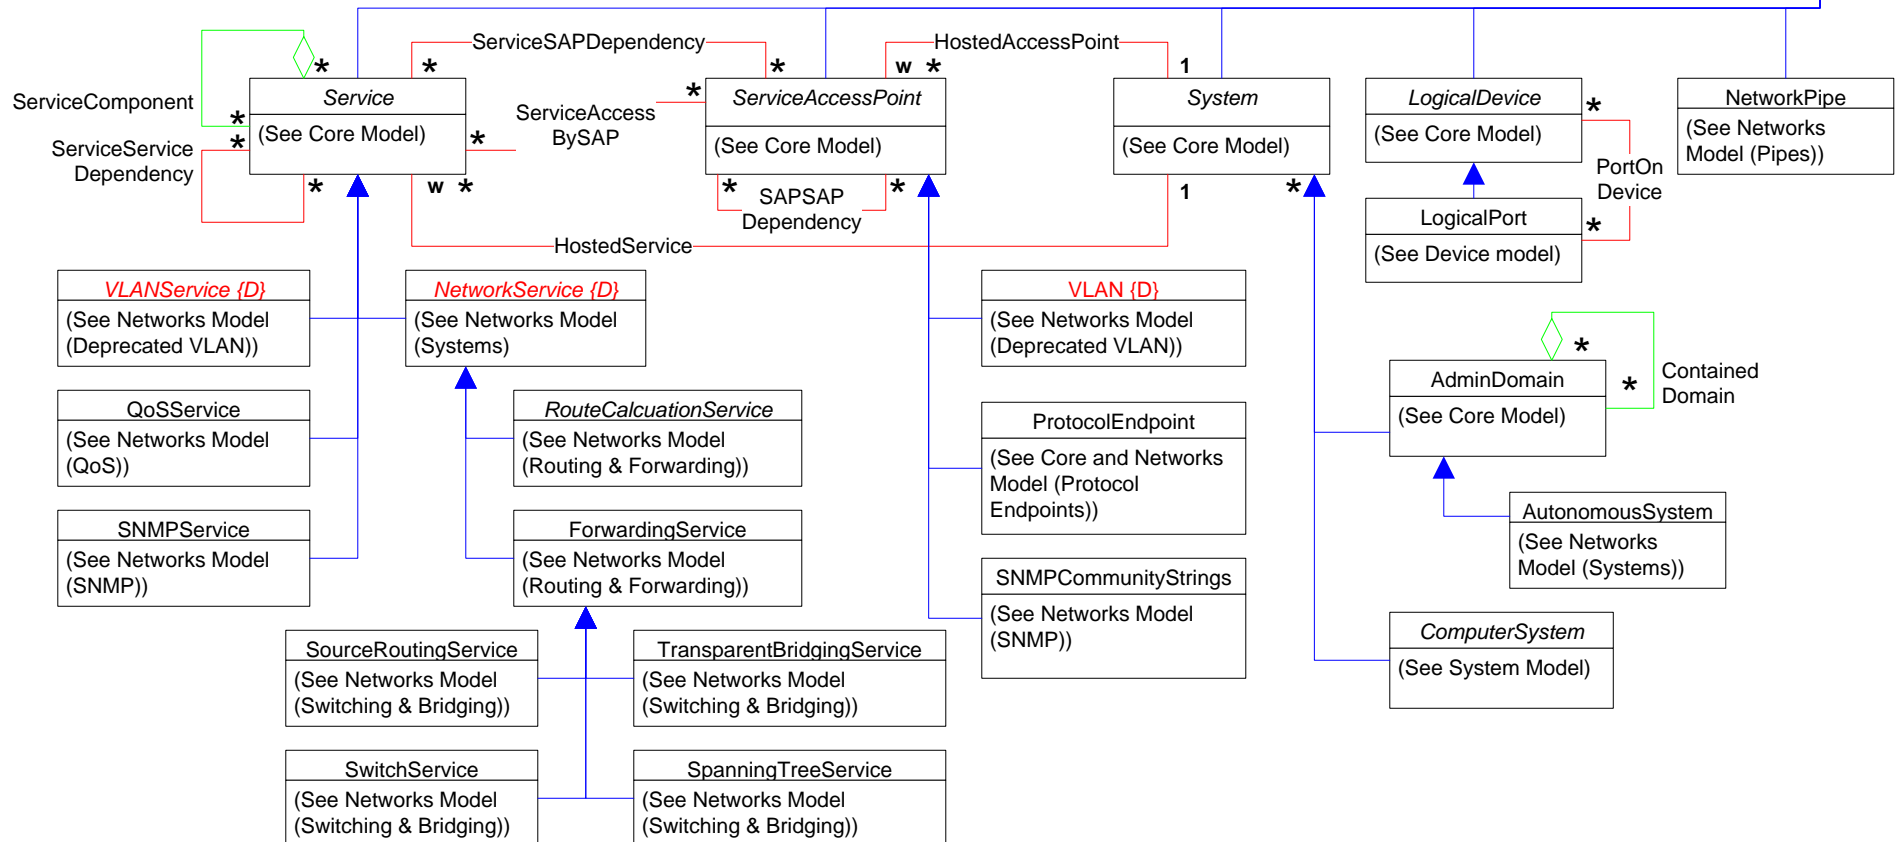 ServiceSAPDependency
HostedAccessPoint
*
*
*
w *
1
ServiceComponent
*
Service
(See Core Model)
ServiceService
Dependency
*
*
*
w *
ServiceAccess
BySAP
*
ServiceAccessPoint
(See Core Model)
*
SAPSAP
Dependency
*
System
(See Core Model)
*
1
LogicalDevice
(See Core Model)
*
PortOn
Device
LogicalPort
(See Device model)
*
NetworkPipe
(See Networks
Model (Pipes))
HostedService
VLANService {D}
(See Networks Model
(Deprecated VLAN))
NetworkService {D}
(See Networks Model
(Systems)
VLAN {D}
(See Networks Model
(Deprecated VLAN))
*
*
Contained
Domain
AdminDomain
(See Core Model)
QoSService
(See Networks Model
(QoS))
RouteCalcuationService
(See Networks Model
(Routing & Forwarding))
ProtocolEndpoint
(See Core and Networks
Model (Protocol
Endpoints))
SNMPService
(See Networks Model
(SNMP))
ForwardingService
(See Networks Model
(Routing & Forwarding))
SNMPCommunityStrings
(See Networks Model
(SNMP))
AutonomousSystem
(See Networks
Model (Systems))
ComputerSystem
(See System Model)
SourceRoutingService
(See Networks Model
(Switching & Bridging))
TransparentBridgingService
(See Networks Model
(Switching & Bridging))
SwitchService
(See Networks Model
(Switching & Bridging))
SpanningTreeService
(See Networks Model
(Switching & Bridging))